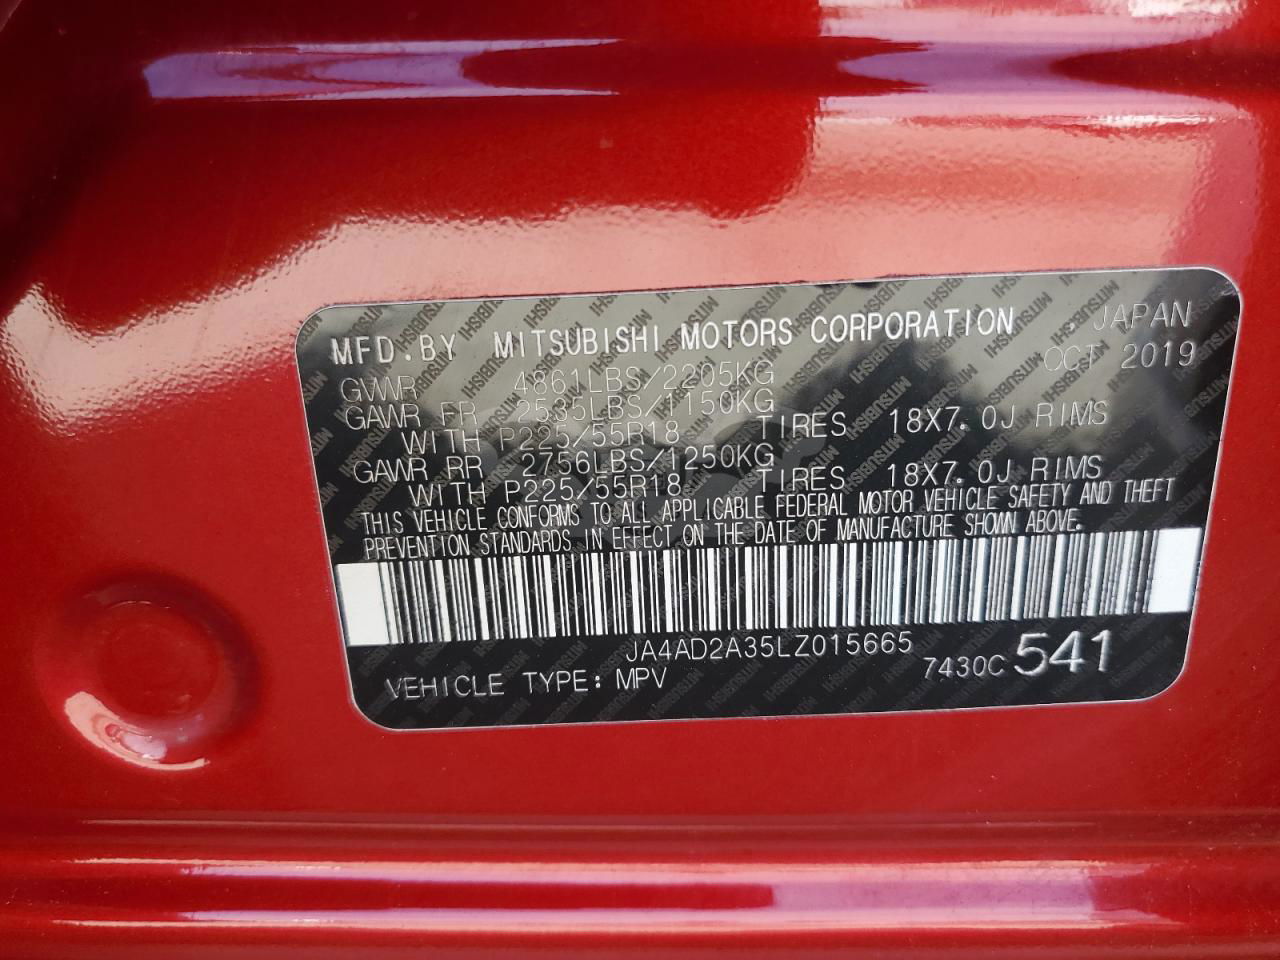 MFD. BY MITSUBISHI MOTORS CORPORATION JAPAN
GVWR 4861LBS/2205KG OCT 2019
GAWR FR 2535LBS/1150KG
WITH P225/55R18 TIRES 18X7.0J RIMS
GAWR RR 2756LBS/1250KG
WITH P225/55R18 TIRES 18X7.0J RIMS
THIS VEHICLE CONFORMS TO ALL APPLICABLE FEDERAL MOTOR VEHICLE SAFETY AND THEFT
PREVENTION STANDARDS IN EFFECT ON THE DATE OF MANUFACTURE SHOWN ABOVE.
JA4AD2A35LZ015665
VEHICLE TYPE: MPV 7430C 541